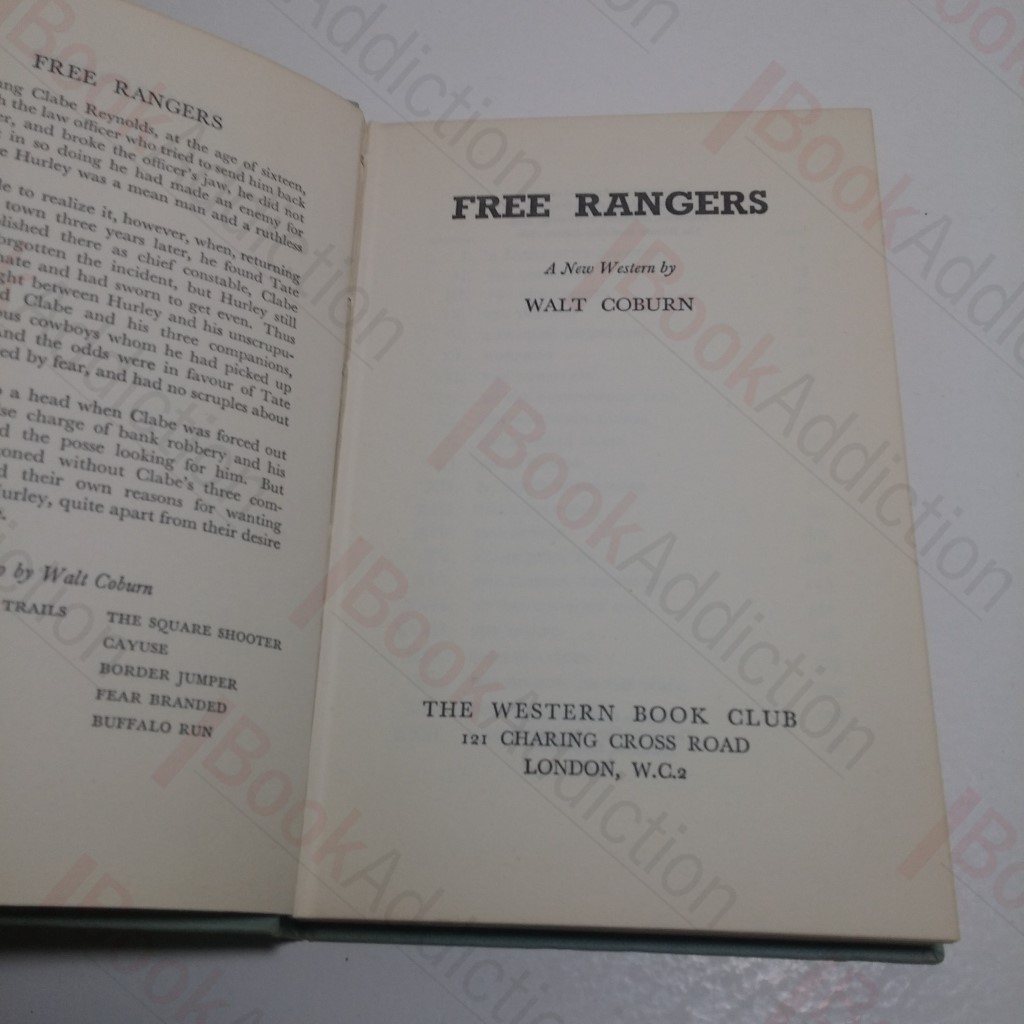 FREE RANGERS
ng Clabe Reynolds, at the age of sixteen,
h the law officer who tried to send him back
er, and broke the officer's jaw, he did not
in so doing he had made an enemy for
e Hurley was a mean man and a ruthless
le to realize it, however, when, returning
town three years later, he found Tate
blished there as chief constable, Clabe
orgotten the incident, but Hurley still
nate and had sworn to get even. Thus
ght between Hurley and his unscrupu-
d Clabe and his three companions,
ous cowboys whom he had picked up
and the odds were in favour of Tate
ed by fear, and had no scruples about
a head when Clabe was forced out
se charge of bank robbery and his
d the posse looking for him. But
oned without Clabe's three com-
d their own reasons for wanting
Hurley, quite apart from their desire
by Walt Coburn
TRAILS THE SQUARE SHOOTER
CAYUSE
BORDER JUMPER
FEAR BRANDED
BUFFALO RUN
FREE RANGERS
A New Western by
WALT COBURN
THE WESTERN BOOK CLUB
121 CHARING CROSS ROAD
LONDON, W.C.2
BookAddiction